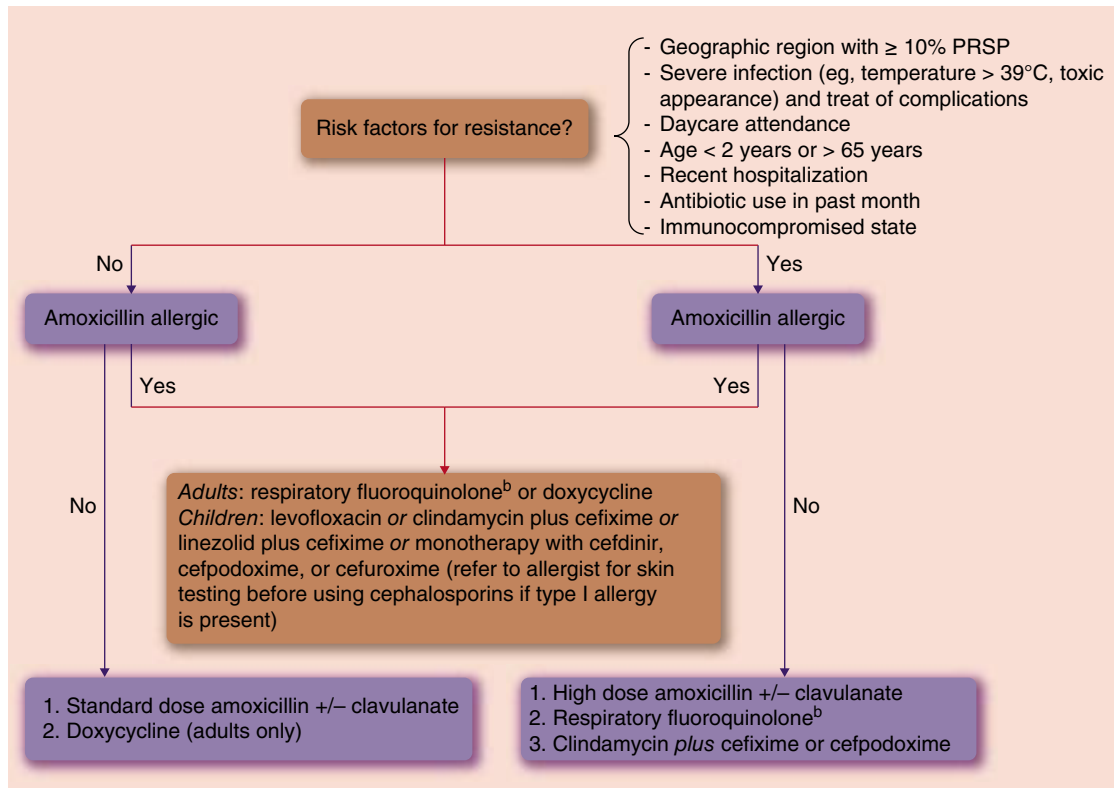 Risk factors for resistance?
- Geographic region with ≥ 10% PRSP
- Severe infection (eg, temperature > 39°C, toxic
appearance) and treat of complications
- Daycare attendance
- Age < 2 years or > 65 years
- Recent hospitalization
- Antibiotic use in past month
- Immunocompromised state
No
Yes
Amoxicillin allergic
Amoxicillin allergic
Yes
Yes
Adults: respiratory fluoroquinoloneᵇ or doxycycline
Children: levofloxacin or clindamycin plus cefixime or
linezolid plus cefixime or monotherapy with cefdinir,
cefpodoxime, or cefuroxime (refer to allergist for skin
testing before using cephalosporins if type I allergy
is present)
No
No
1. Standard dose amoxicillin +/– clavulanate
2. Doxycycline (adults only)
1. High dose amoxicillin +/– clavulanate
2. Respiratory fluoroquinoloneᵇ
3. Clindamycin plus cefixime or cefpodoxime